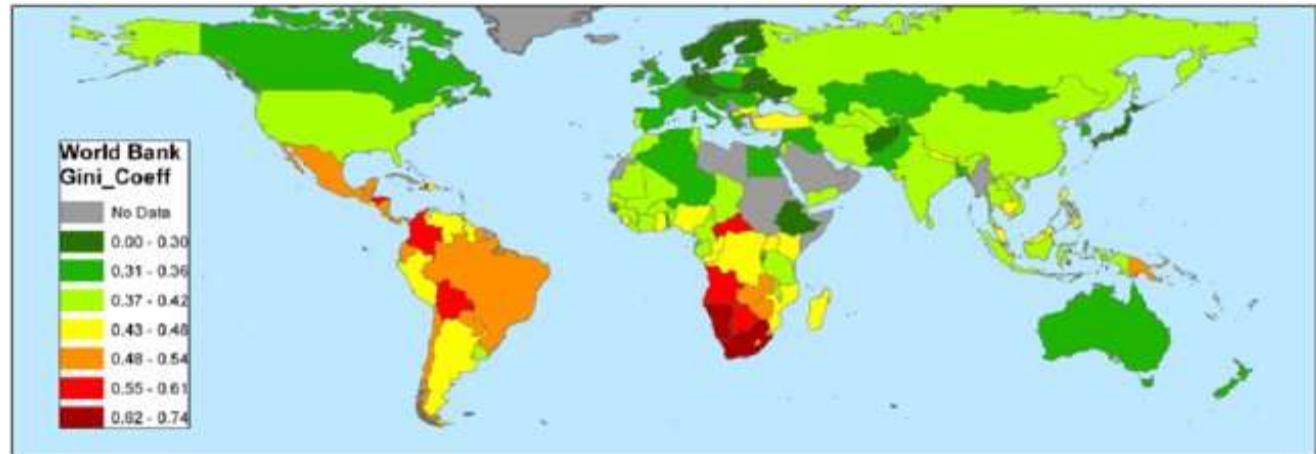 World Bank
Gini_Coeff
No Data
0.00 - 0.30
0.31 - 0.36
0.37 - 0.42
0.43 - 0.48
0.48 - 0.54
0.55 - 0.61
0.62 - 0.74